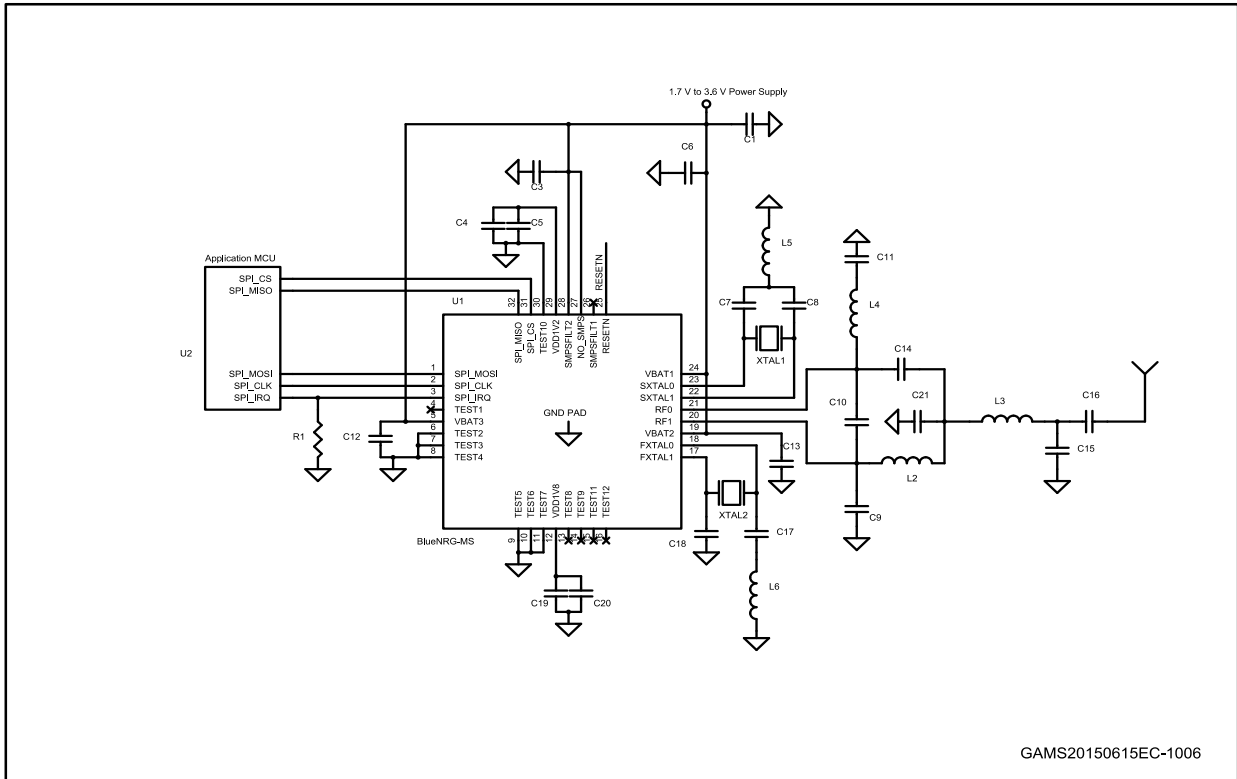 1.7 V to 3.6 V Power Supply
C1
C6
C3
C4
C5
L5
RESETN
C11
Application MCU
SPI_CS
SPI_MISO
U1
C7
C8
L4
32
31
30
29
28
27
26
25
SPI_MISO
SPI_CS
TEST10
VDD1V2
SMPSFILT2
NO_SMPS
SMPSFILT1
RESETN
XTAL1
U2
C14
SPI_MOSI
SPI_CLK
SPI_IRQ
1
2
3
4
5
6
7
8
SPI_MOSI
SPI_CLK
SPI_IRQ
TEST1
VBAT3
TEST2
TEST3
TEST4
GND PAD
VBAT1
SXTAL0
SXTAL1
RF0
RF1
VBAT2
FXTAL0
FXTAL1
24
23
22
21
20
19
18
17
C10
C21
L3
C16
R1
C12
C13
L2
C15
TEST5
TEST6
TEST7
VDD1V8
TEST8
TEST9
TEST11
TEST12
9
10
11
12
13
14
15
16
XTAL2
C9
BlueNRG-MS
C18
C17
C19
C20
L6
GAMS20150615EC-1006